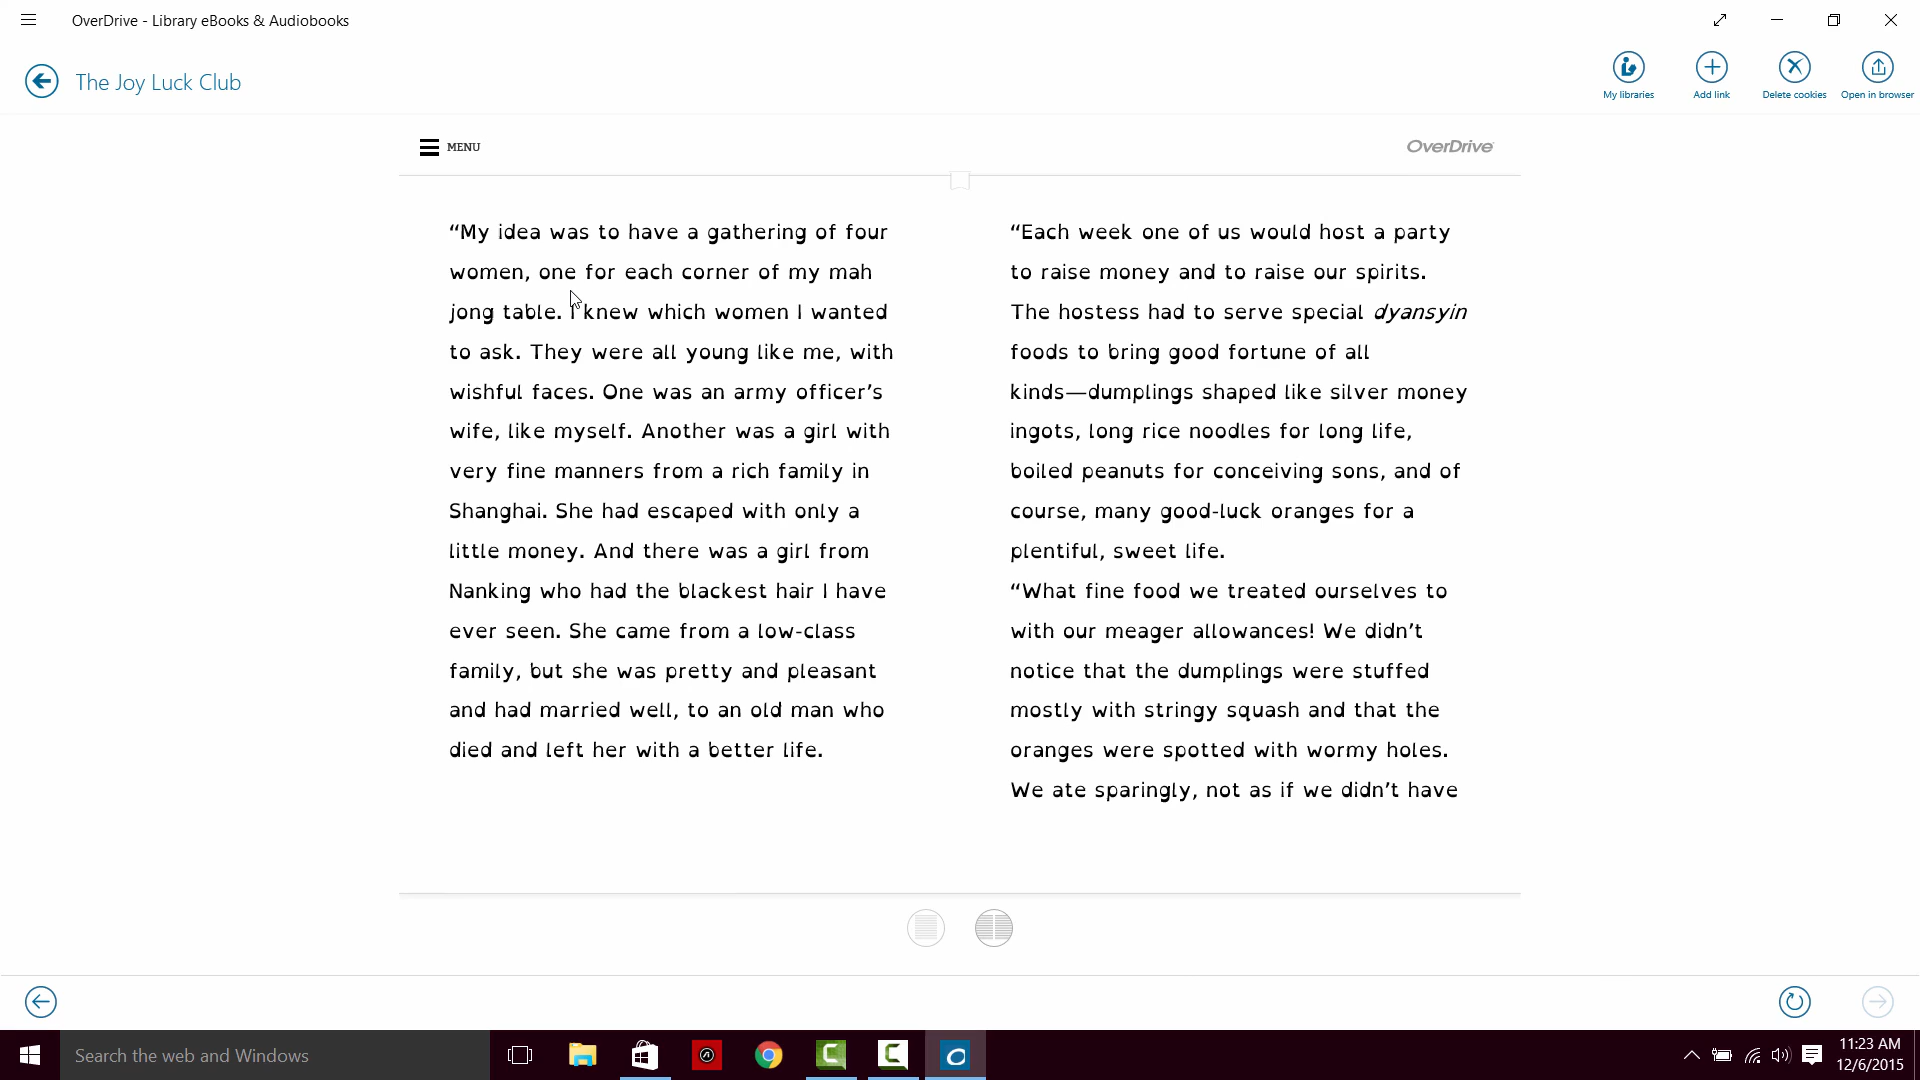 OverDrive - Library eBooks & Audiobooks
The Joy Luck Club
My libraries
Add link
Delete cookies
Open in browser
MENU
OverDrive
“My idea was to have a gathering of four
women, one for each corner of my mah
jong table. I knew which women I wanted
to ask. They were all young like me, with
wishful faces. One was an army officer’s
wife, like myself. Another was a girl with
very fine manners from a rich family in
Shanghai. She had escaped with only a
little money. And there was a girl from
Nanking who had the blackest hair I have
ever seen. She came from a low-class
family, but she was pretty and pleasant
and had married well, to an old man who
died and left her with a better life.
“Each week one of us would host a party
to raise money and to raise our spirits.
The hostess had to serve special dyansyin
foods to bring good fortune of all
kinds—dumplings shaped like silver money
ingots, long rice noodles for long life,
boiled peanuts for conceiving sons, and of
course, many good-luck oranges for a
plentiful, sweet life.
“What fine food we treated ourselves to
with our meager allowances! We didn’t
notice that the dumplings were stuffed
mostly with stringy squash and that the
oranges were spotted with wormy holes.
We ate sparingly, not as if we didn’t have
Search the web and Windows
11:23 AM
12/6/2015